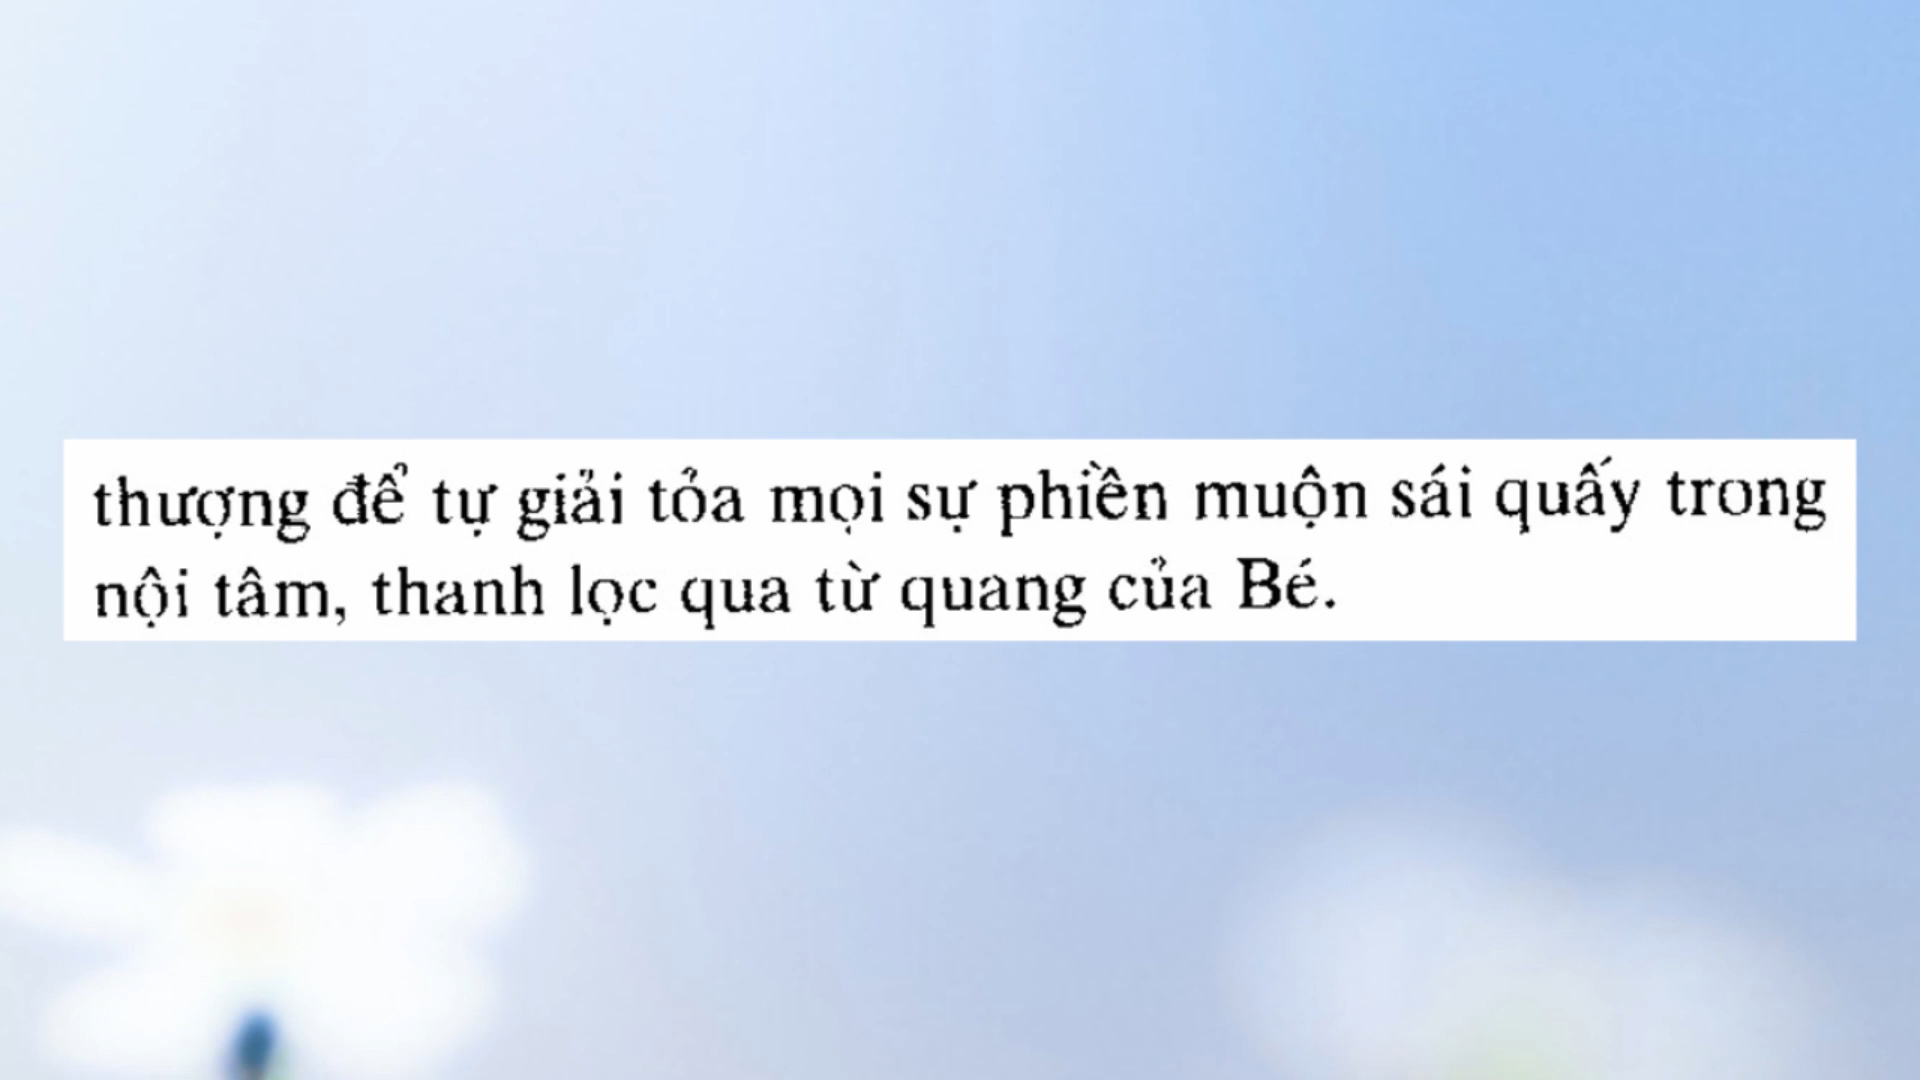 thượng để tự giải tỏa mọi sự phiền muộn sái quấy trong
nội tâm, thanh lọc qua từ quang của Bé.